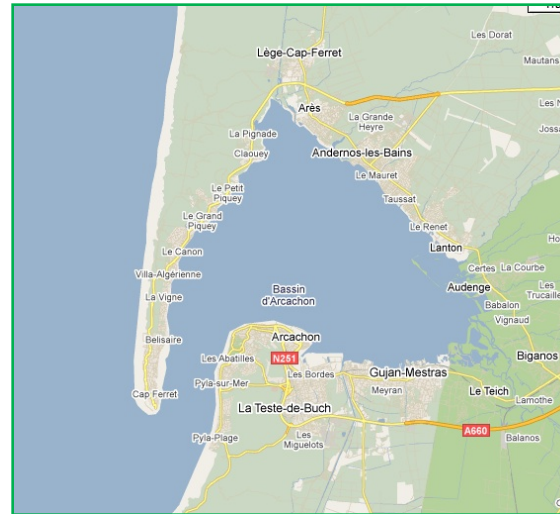 Les Dorat
Lège-Cap-Ferret
Mautans
Arès
La Grande
Heyre
Les N
Jossa
La Pignade
Claouey
Andernos-les-Bains
Le Mauret
Le Petit
Piquey
Taussat
Le Grand
Piquey
Le Renet
Lanton
Le Canon
Villa-Algérienne
Certes
La Courbe
Audenge
Les
Trucaille
La Vigne
Bassin
d'Arcachon
Babalon
Vignaud
Belisaire
Arcachon
Biganos
N251
Les Abatilles
Les Bordes
Gujan-Mestras
Pyla-sur-Mer
Meyran
Le Teich
Lamothe
Cap Ferret
La Teste-de-Buch
A660
Pyla-Plage
Les
Miguelots
Balanos